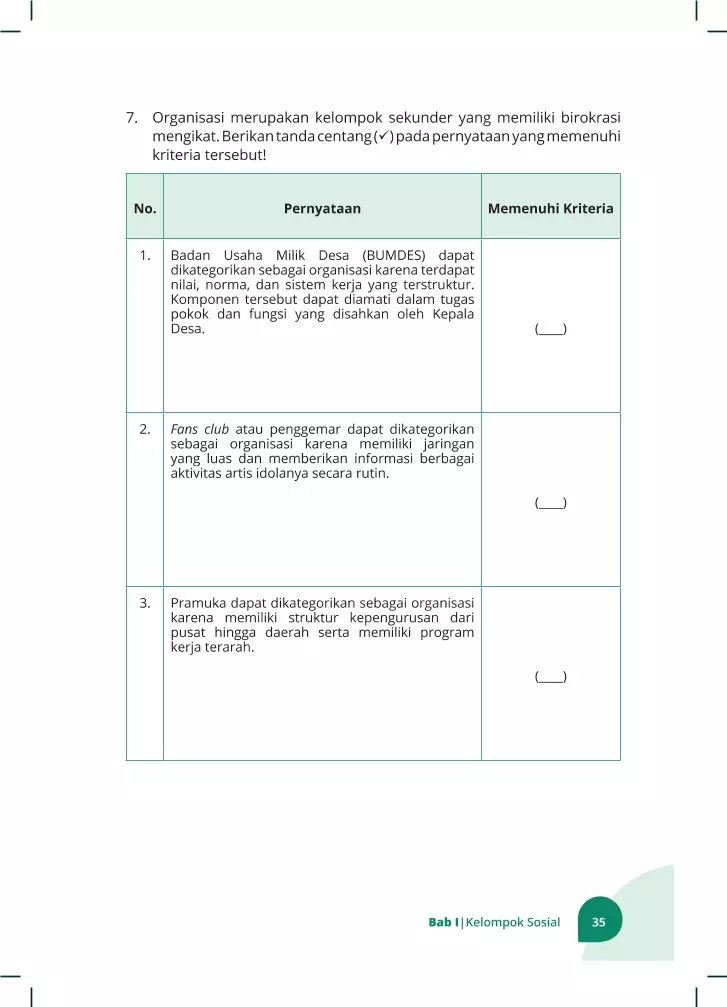 7. Organisasi merupakan kelompok sekunder yang memiliki birokrasi
mengikat. Berikan tanda centang (✓) pada pernyataan yang memenuhi
kriteria tersebut!
No. Pernyataan Memenuhi Kriteria
1. Badan Usaha Milik Desa (BUMDES) dapat
dikategorikan sebagai organisasi karena terdapat
nilai, norma, dan sistem kerja yang terstruktur.
Komponen tersebut dapat diamati dalam tugas
pokok dan fungsi yang disahkan oleh Kepala
Desa.
(____)
2. Fans club atau penggemar dapat dikategorikan
sebagai organisasi karena memiliki jaringan
yang luas dan memberikan informasi berbagai
aktivitas artis idolanya secara rutin.
(____)
3. Pramuka dapat dikategorikan sebagai organisasi
karena memiliki struktur kepengurusan dari
pusat hingga daerah serta memiliki program
kerja terarah.
(____)
Bab I|Kelompok Sosial 35